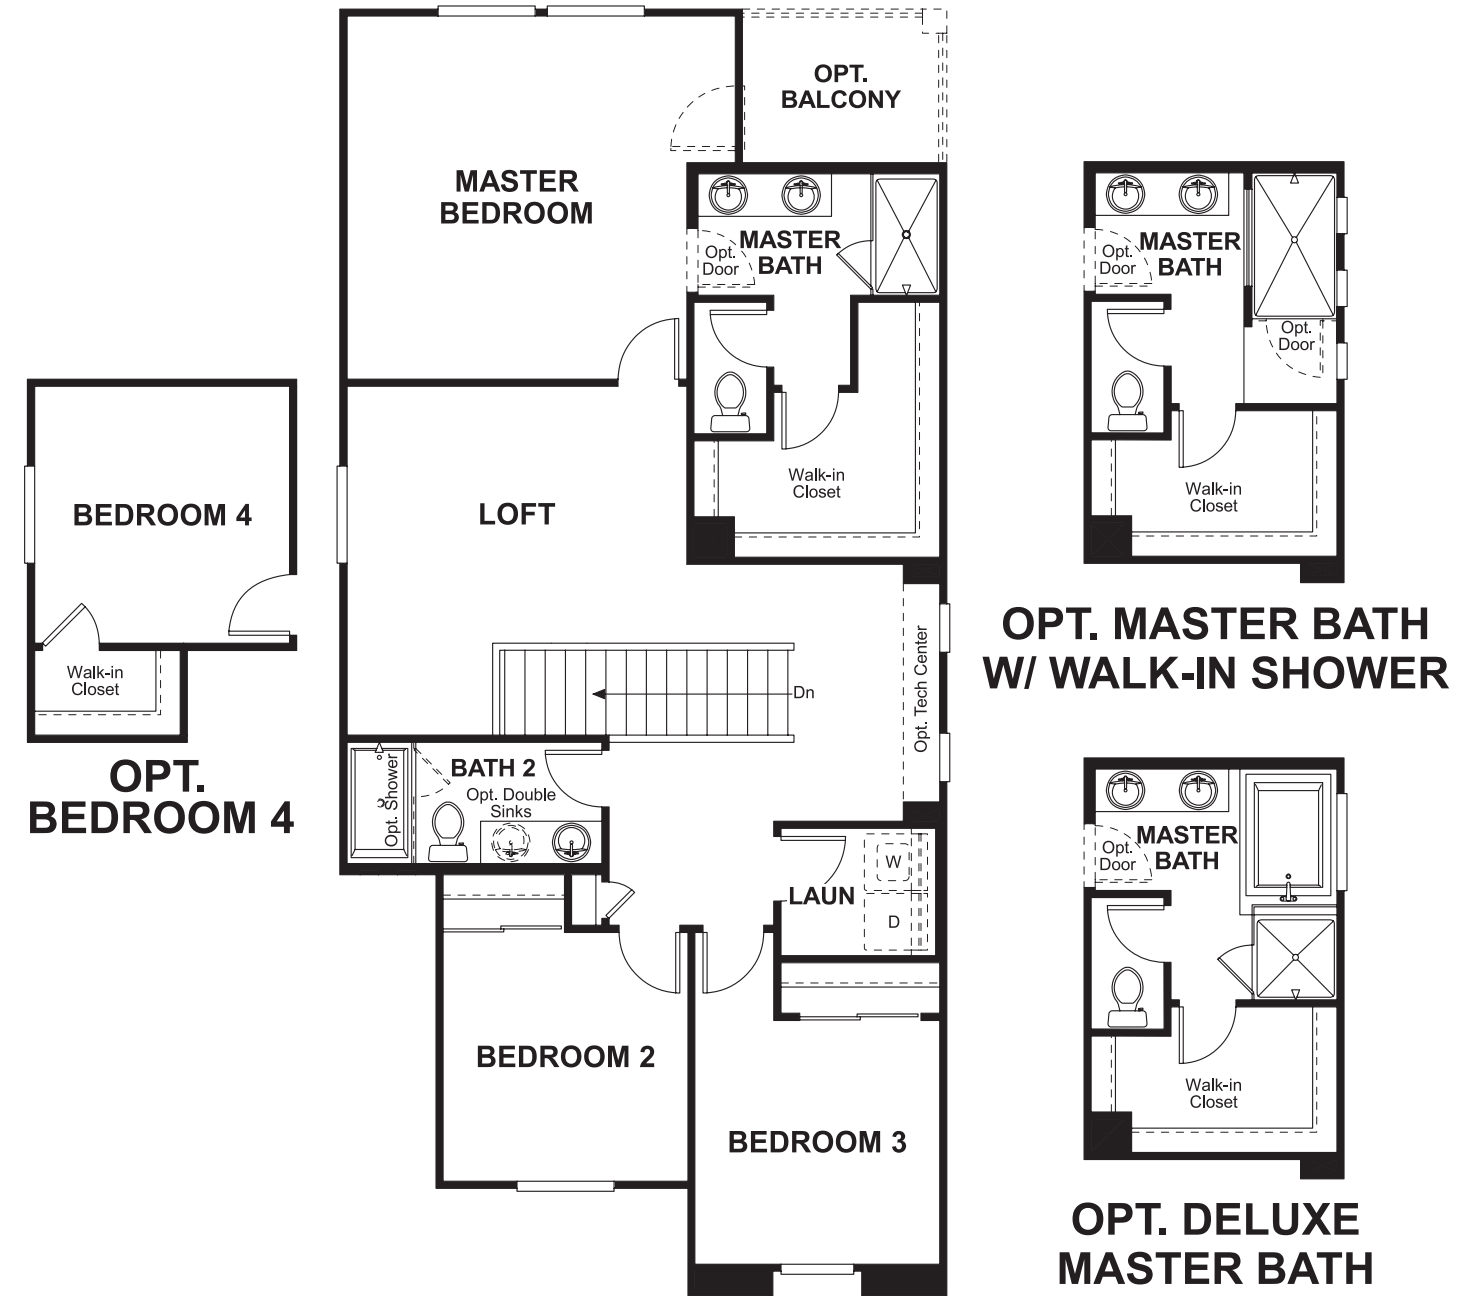 OPT.
BALCONY
MASTER
BEDROOM
MASTER
BATH
Opt.
Door
Walk-in
Closet
LOFT
Dn
Opt. Tech Center
BATH 2
Opt. Double
Sinks
Opt. Shower
LAUN
W
D
BEDROOM 2
BEDROOM 3
BEDROOM 4
Walk-in
Closet
OPT.
BEDROOM 4
MASTER
BATH
Opt.
Door
Opt.
Door
Walk-in
Closet
OPT. MASTER BATH
W/ WALK-IN SHOWER
MASTER
BATH
Opt.
Door
Walk-in
Closet
OPT. DELUXE
MASTER BATH